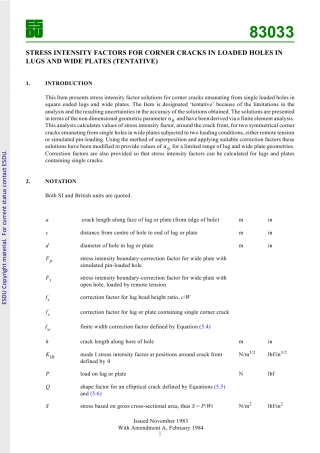 ESDU
83033
STRESS INTENSITY FACTORS FOR CORNER CRACKS IN LOADED HOLES IN
LUGS AND WIDE PLATES (TENTATIVE)
1. INTRODUCTION
This Item presents stress intensity factor solutions for corner cracks emanating from single loaded holes in
square ended lugs and wide plates. The Item is designated 'tentative' because of the limitations in the
analysis and the resulting uncertainties in the accuracy of the solutions obtained. The solutions are presented
in terms of the non-dimensional geometric parameter α and have been derived via a finite element analysis.
This analysis calculates values of stress intensity factor, around the crack front, for two symmetrical corner
cracks emanating from single holes in wide plates subjected to two loading conditions, either remote tension
or simulated pin-loading. Using the method of superposition and applying suitable correction factors these
solutions have been modified to provide values of α for a limited range of lug and wide plate geometries.
Correction factors are also provided so that stress intensity factors can be calculated for lugs and plates
containing single cracks.
2. NOTATION
Both SI and British units are quoted.
a crack length along face of lug or plate (from edge of hole) m in
c distance from centre of hole to end of lug or plate m in
d diameter of hole in lug or plate m in
F_p stress intensity boundary-correction factor for wide plate with
simulated pin-loaded hole
F_t stress intensity boundary-correction factor for wide plate with
open hole, loaded by remote tension
correction factor for lug head height ratio, c/W
correction factor for lug or plate containing single corner crack
f_w finite width correction factor defined by Equation (5.4)
h crack length along bore of hole m in
mode I stress intensity factor at positions around crack front N/m^3/2 lbf/in^3/2
defined by θ
P load on lug or plate N lbf
Q shape factor for an elliptical crack defined by Equations (5.5)
and (5.6)
S stress based on gross cross-sectional area, thus S = P/Wt N/m^2 lbf/in^2
Issued November 1983
With Amendment A, February 1984
1
ESDU Copyright material. For current status contact ESDU.